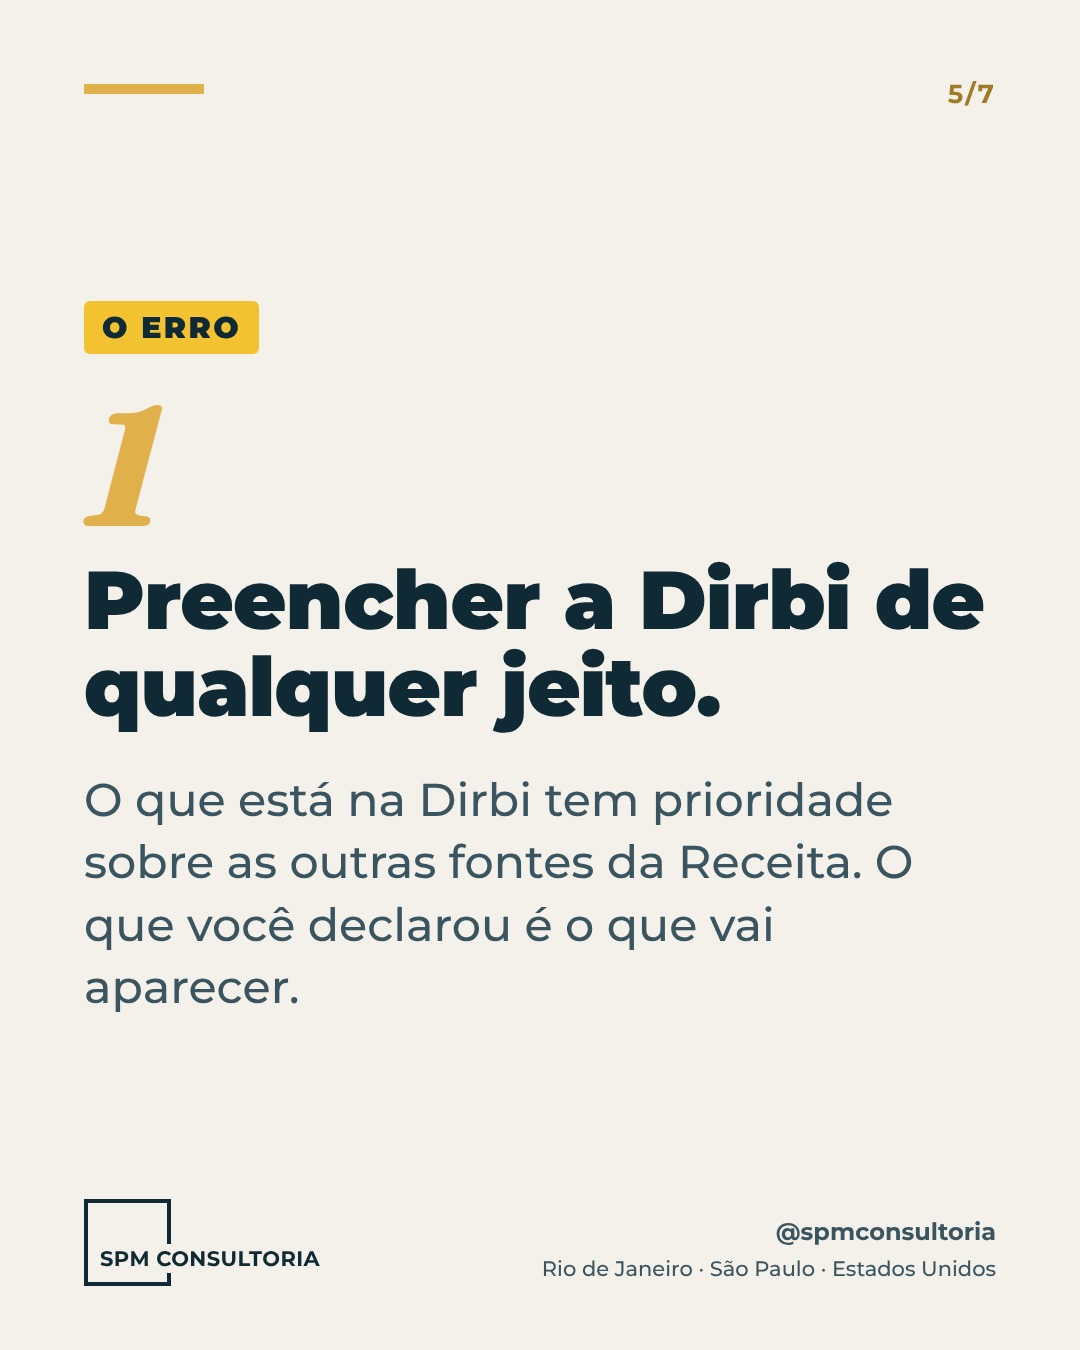 5/7
O ERRO
1
Preencher a Dirbi de
qualquer jeito.
O que está na Dirbi tem prioridade
sobre as outras fontes da Receita. O
que você declarou é o que vai
aparecer.
SPM CONSULTORIA
@spmconsultoria
Rio de Janeiro · São Paulo · Estados Unidos